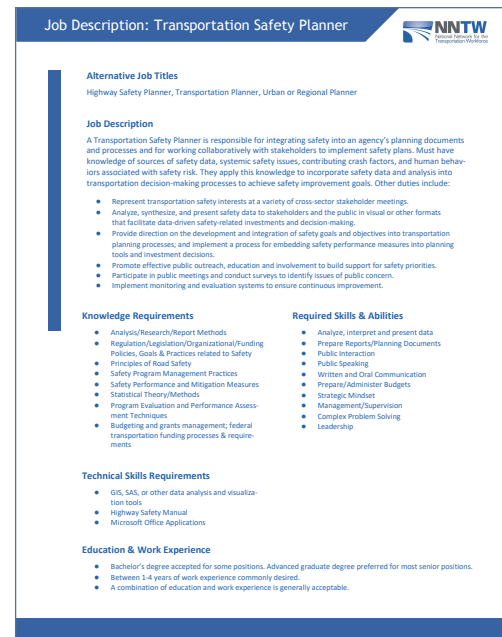 Job Description: Transportation Safety Planner
NNTW
National Network for the
Transportation Workforce
Alternative Job Titles
Highway Safety Planner, Transportation Planner, Urban or Regional Planner
Job Description
A Transportation Safety Planner is responsible for integrating safety into an agency's planning documents
and processes and for working collaboratively with stakeholders to implement safety plans. Must have
knowledge of sources of safety data, systemic safety issues, contributing crash factors, and human behav-
iors associated with safety risk. They apply this knowledge to incorporate safety data and analysis into
transportation decision-making processes to achieve safety improvement goals. Other duties include:
● Represent transportation safety interests at a variety of cross-sector stakeholder meetings.
● Analyze, synthesize, and present safety data to stakeholders and the public in visual or other formats
that facilitate data-driven safety-related investments and decision-making.
● Provide direction on the development and integration of safety goals and objectives into transportation
planning processes; and implement a process for embedding safety performance measures into planning
tools and investment decisions.
● Promote effective public outreach, education and involvement to build support for safety priorities.
● Participate in public meetings and conduct surveys to identify issues of public concern.
● Implement monitoring and evaluation systems to ensure continuous improvement.
Knowledge Requirements
● Analysis/Research/Report Methods
● Regulation/Legislation/Organizational/Funding
Policies, Goals & Practices related to Safety
● Principles of Road Safety
● Safety Program Management Practices
● Safety Performance and Mitigation Measures
● Statistical Theory/Methods
● Program Evaluation and Performance Assess-
ment Techniques
● Budgeting and grants management; federal
transportation funding processes & require-
ments
Required Skills & Abilities
● Analyze, interpret and present data
● Prepare Reports/Planning Documents
● Public Interaction
● Public Speaking
● Written and Oral Communication
● Prepare/Administer Budgets
● Strategic Mindset
● Management/Supervision
● Complex Problem Solving
● Leadership
Technical Skills Requirements
● GIS, SAS, or other data analysis and visualiza-
tion tools
● Highway Safety Manual
● Microsoft Office Applications
Education & Work Experience
● Bachelor's degree accepted for some positions. Advanced graduate degree preferred for most senior positions.
● Between 1-4 years of work experience commonly desired.
● A combination of education and work experience is generally acceptable.